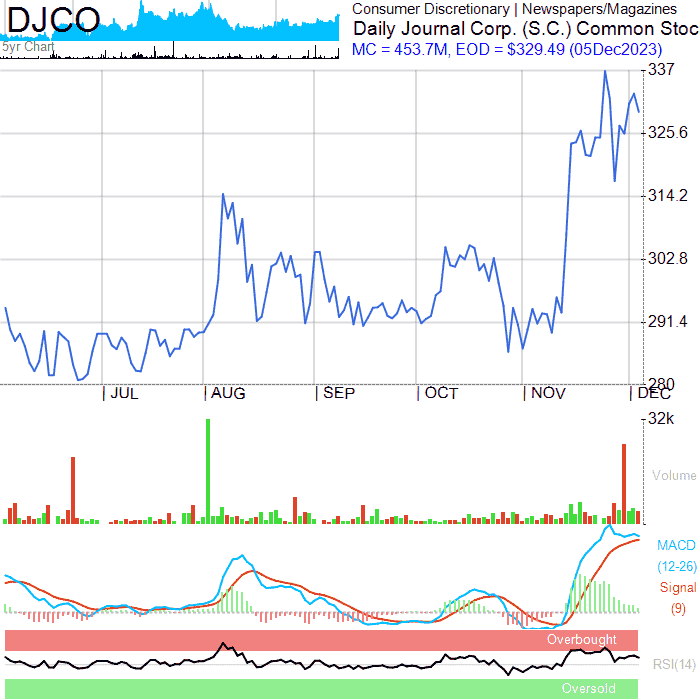 DJCO
5yr Chart
Consumer Discretionary | Newspapers/Magazines
Daily Journal Corp. (S.C.) Common Stoc
MC = 453.7M, EOD = $329.49 (05Dec2023)
337
325.6
314.2
302.8
291.4
280
JUL AUG SEP OCT NOV DEC
32k
Volume
MACD
(12-26)
Signal
(9)
Overbought
RSI(14)
Oversold